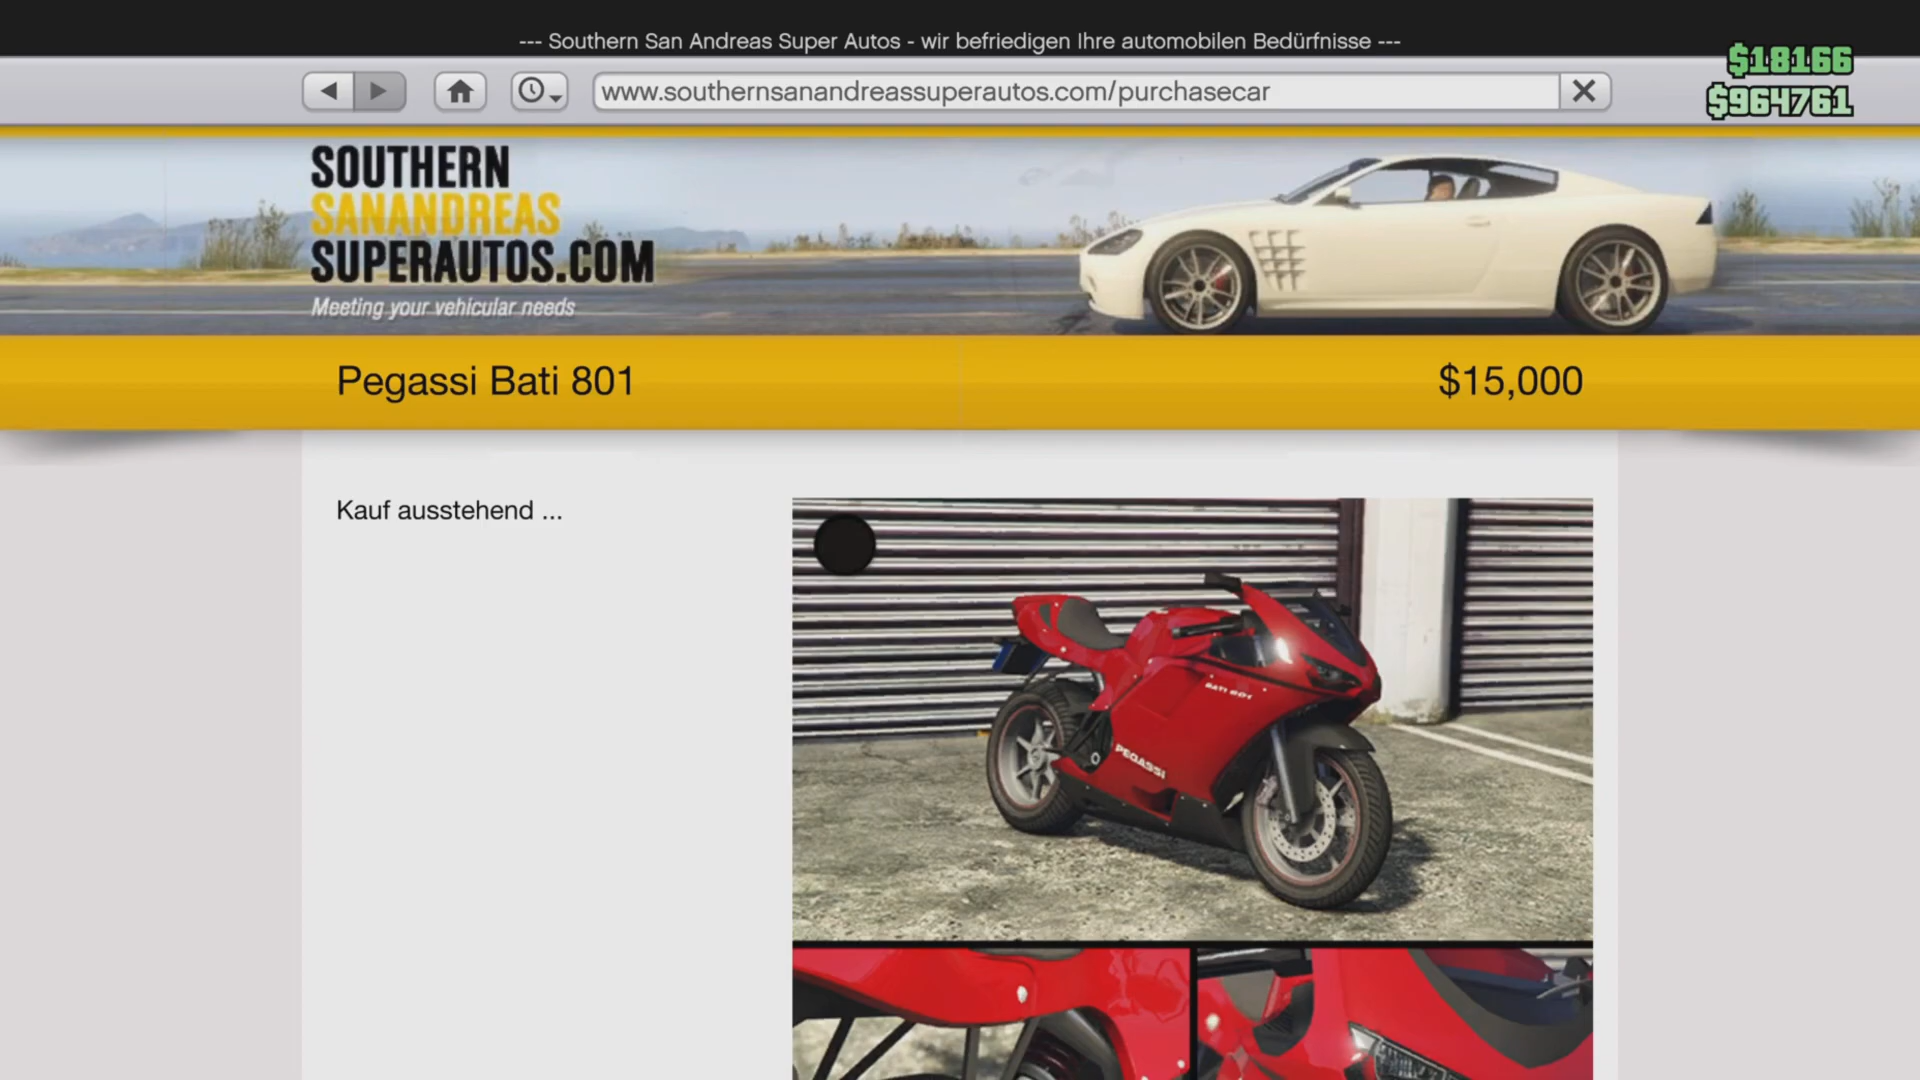 --- Southern San Andreas Super Autos - wir befriedigen Ihre automobilen Bedürfnisse ---
$18166
www.southernsanandreassuperautos.com/purchasecar
$964761
SOUTHERN
SANANDREAS
SUPERAUTOS.COM
Meeting your vehicular needs
Pegassi Bati 801
$15,000
Kauf ausstehend ...
BATI 801
PEGASSI